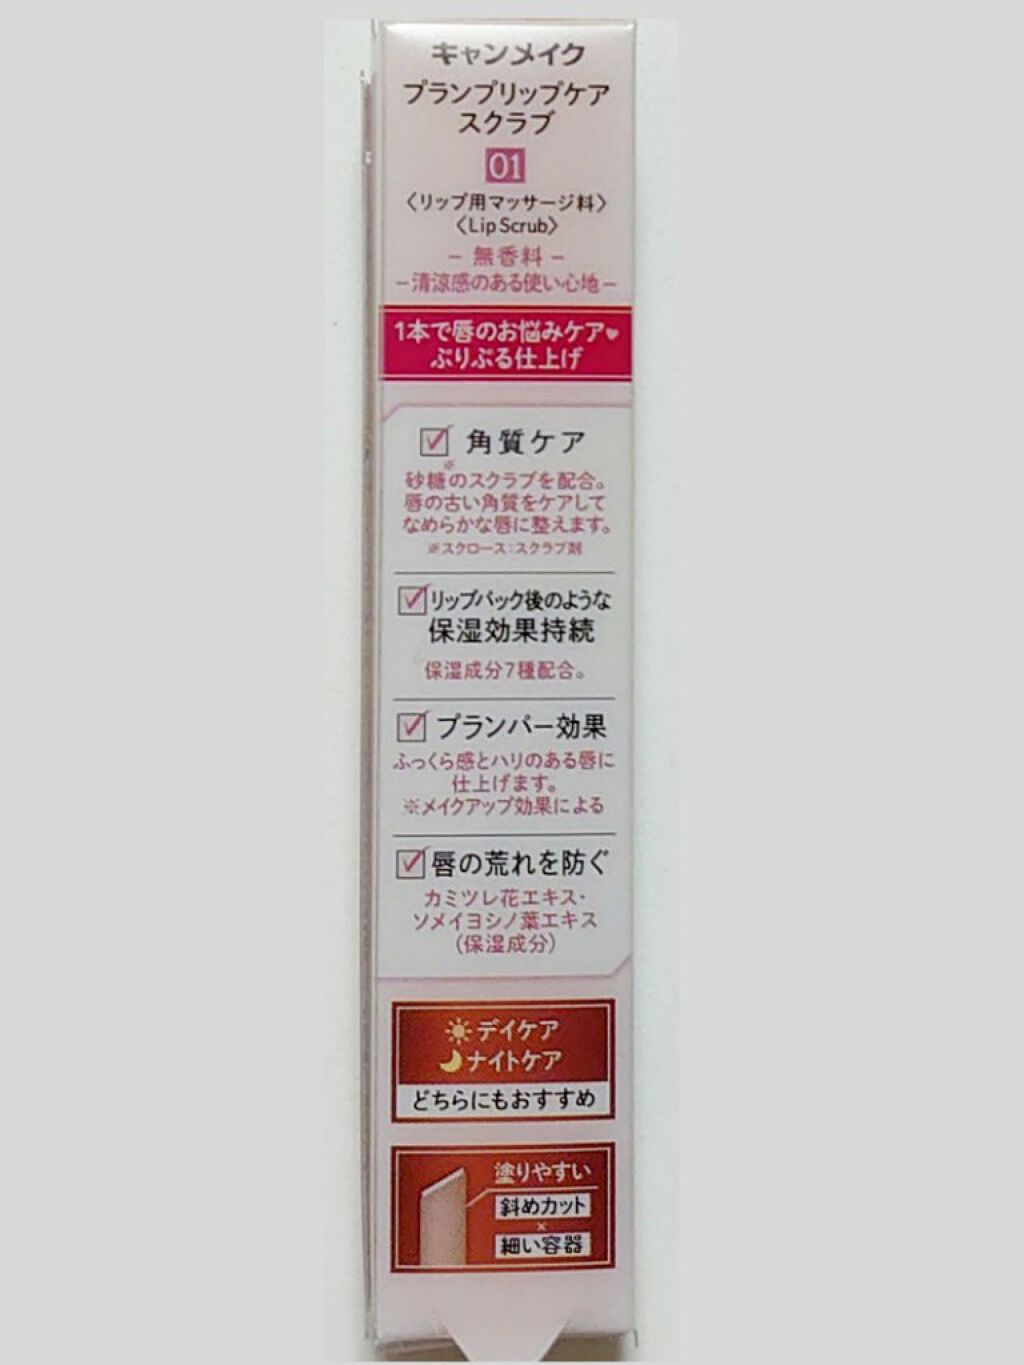 キャンメイク
プランプリップケア
スクラブ
01
〈リップ用マッサージ料〉
〈Lip Scrub〉
− 無香料 −
−清涼感のある使い心地−
1本で唇のお悩みケア♥
ぷりぷる仕上げ
角質ケア
※
砂糖のスクラブを配合。
唇の古い角質をケアして
なめらかな唇に整えます。
※スクロース:スクラブ剤
リップパック後のような
保湿効果持続
保湿成分7種配合。
プランパー効果
ふっくら感とハリのある唇に
仕上げます。
※メイクアップ効果による
唇の荒れを防ぐ
カミツレ花エキス・
ソメイヨシノ葉エキス
(保湿成分)
デイケア
ナイトケア
どちらにもおすすめ
塗りやすい
斜めカット
×
細い容器